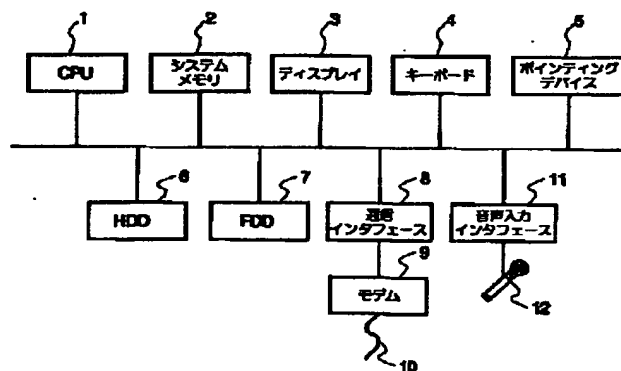 1
2
3
4
5
CPU
システム
メモリ
ディスプレイ
キーボード
ポインティング
デバイス
6
7
8
11
HDD
FDD
通信
インタフェース
音声入力
インタフェース
9
モデム
12
10